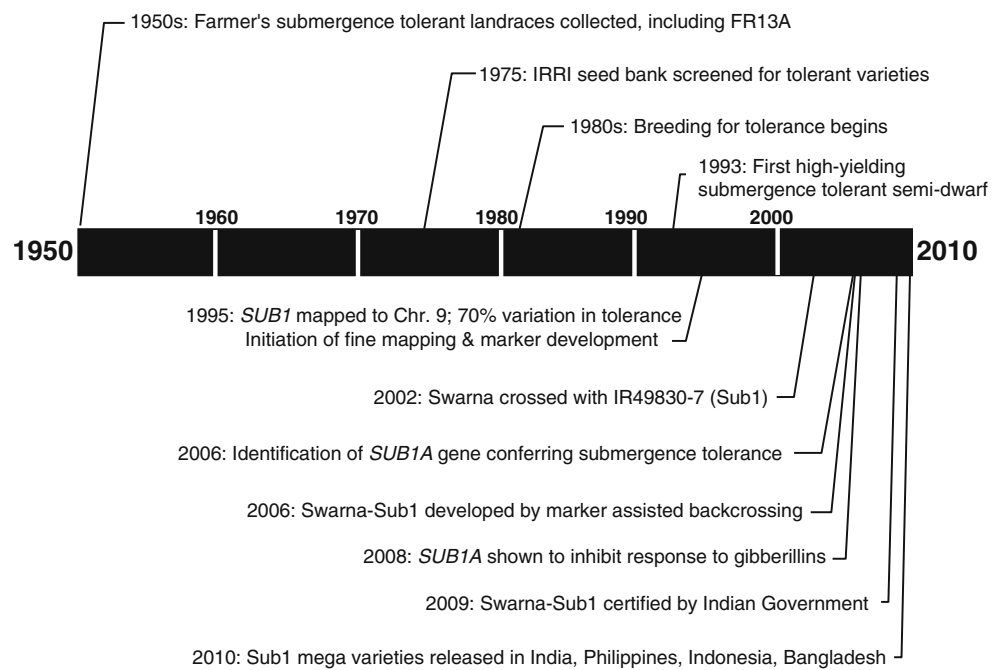 1950s: Farmer's submergence tolerant landraces collected, including FR13A
1975: IRRI seed bank screened for tolerant varieties
1980s: Breeding for tolerance begins
1993: First high-yielding
submergence tolerant semi-dwarf
1960 1970 1980 1990 2000
1950 2010
1995: SUB1 mapped to Chr. 9; 70% variation in tolerance
Initiation of fine mapping & marker development
2002: Swarna crossed with IR49830-7 (Sub1)
2006: Identification of SUB1A gene conferring submergence tolerance
2006: Swarna-Sub1 developed by marker assisted backcrossing
2008: SUB1A shown to inhibit response to gibberillins
2009: Swarna-Sub1 certified by Indian Government
2010: Sub1 mega varieties released in India, Philippines, Indonesia, Bangladesh